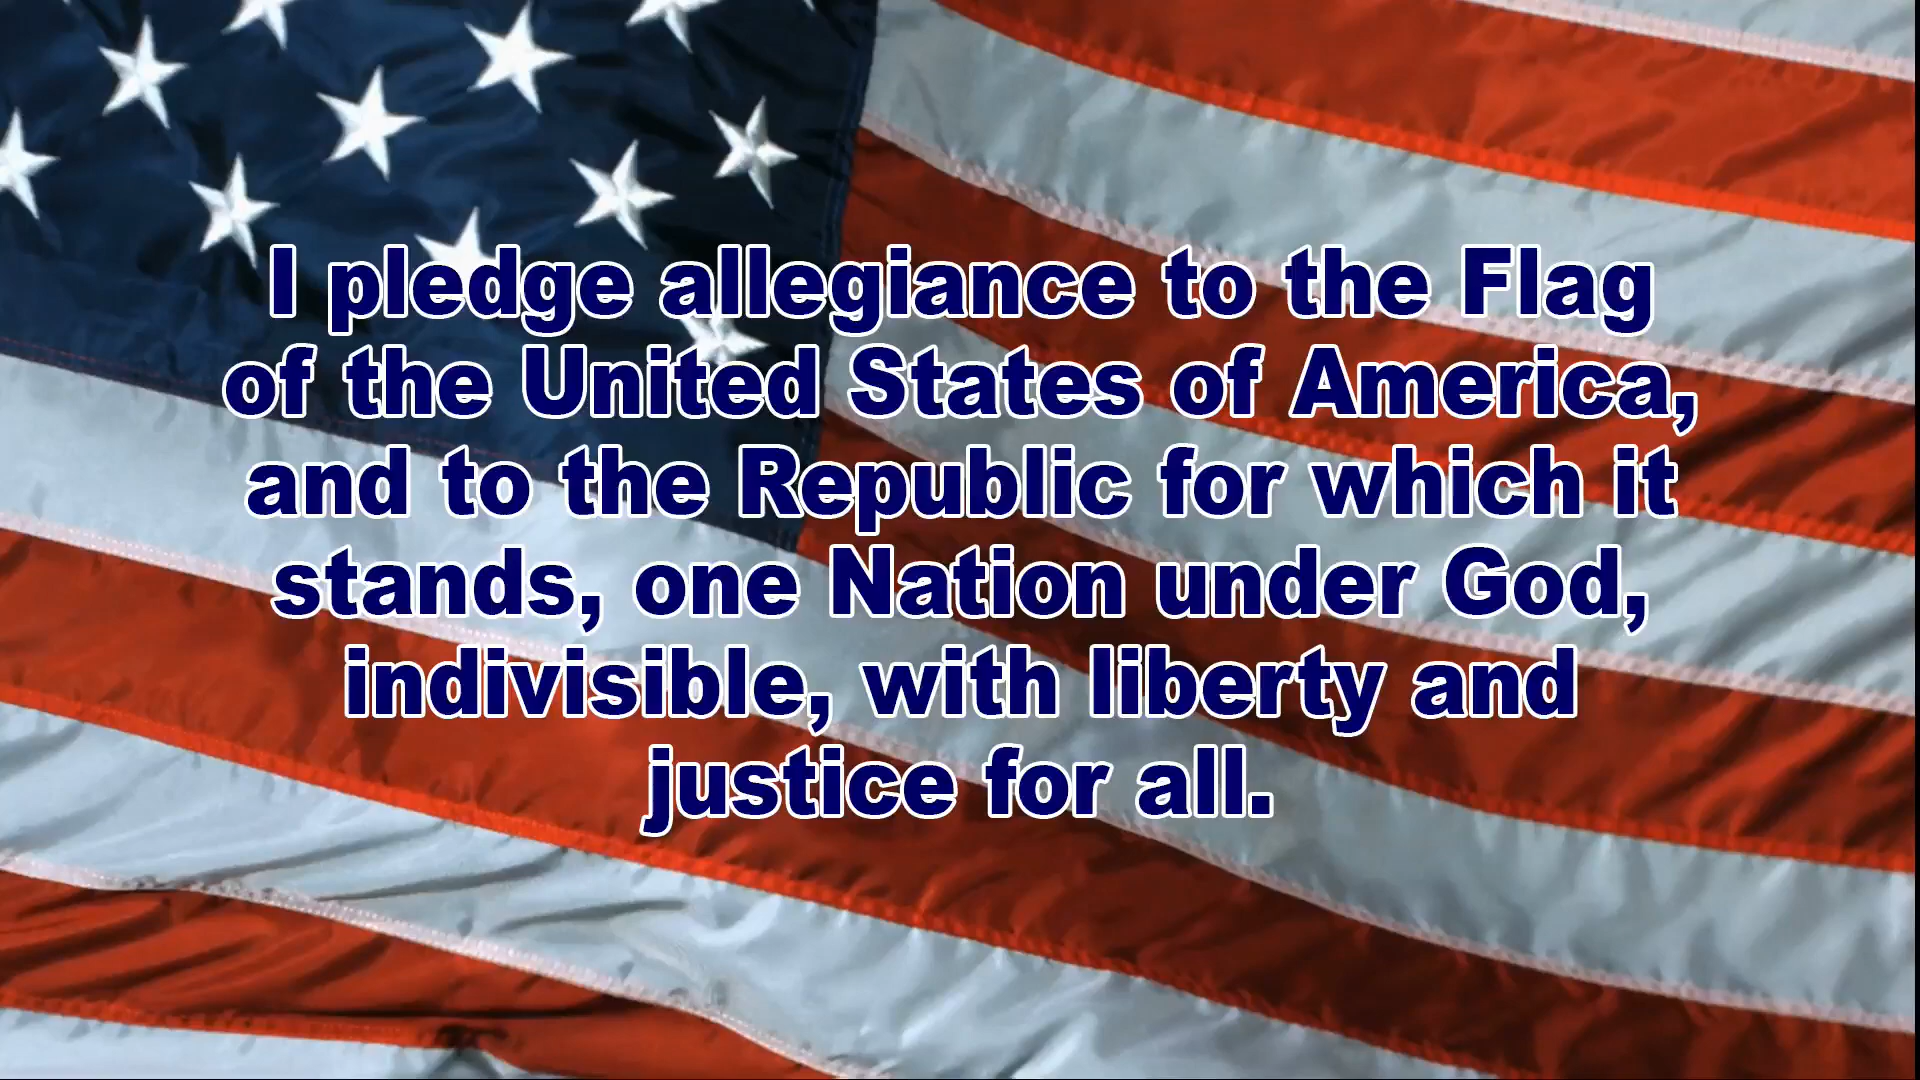 I pledge allegiance to the Flag
of the United States of America,
and to the Republic for which it
stands, one Nation under God,
indivisible, with liberty and
justice for all.